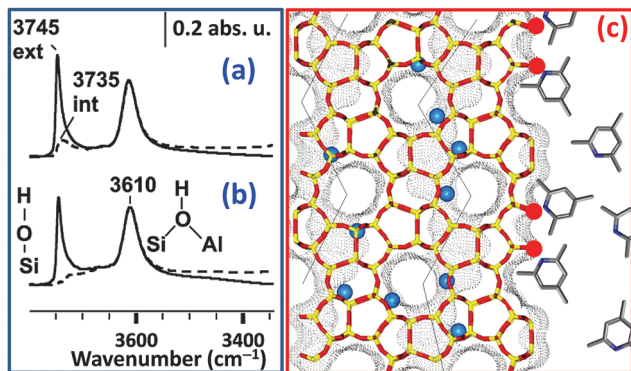 3745
ext
0.2 abs. u.
(a)
3735
int
(b)
3610
H
O
Si
H
O
Si Al
3600 3400
Wavenumber (cm⁻¹)
(c)